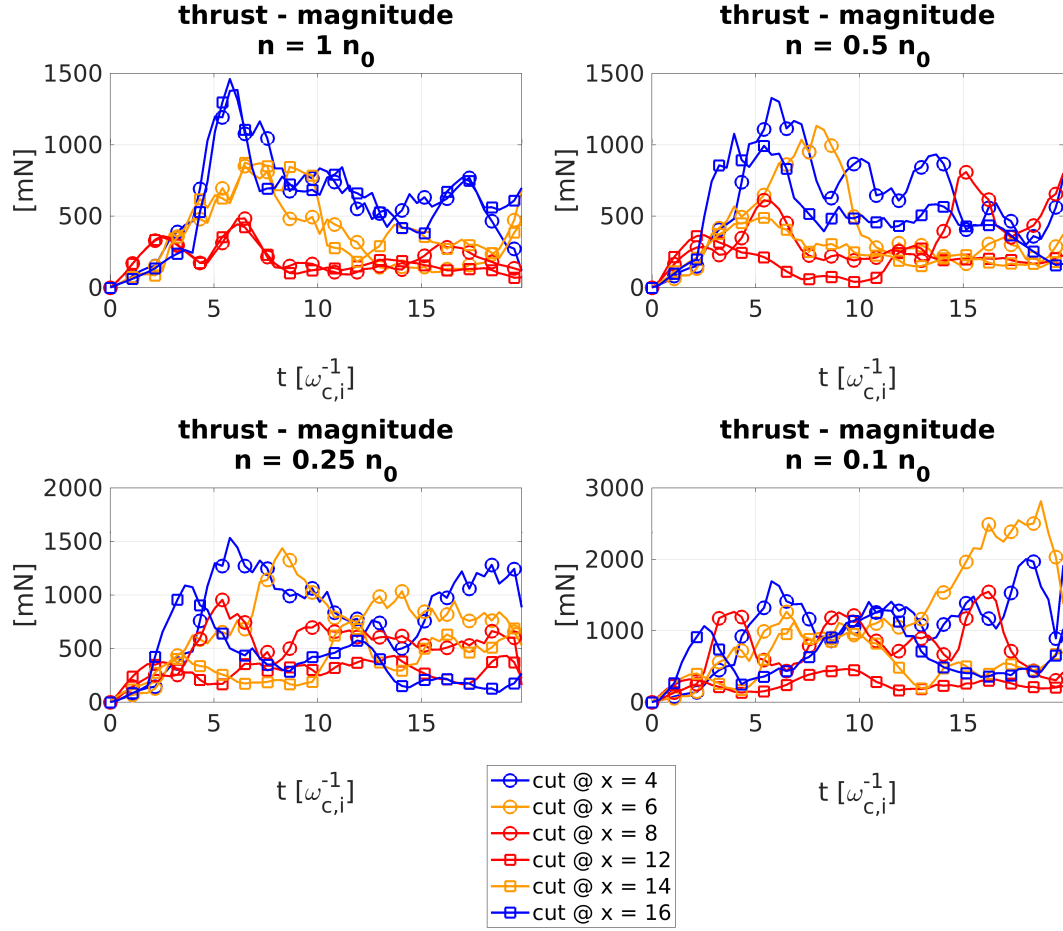 thrust - magnitude
n = 1 n0
1500
1000
500
0
[mN]
0 5 10 15
t [ω-1c,i]
thrust - magnitude
n = 0.5 n0
1500
1000
500
0
[mN]
0 5 10 15
t [ω-1c,i]
thrust - magnitude
n = 0.25 n0
2000
1500
1000
500
0
[mN]
0 5 10 15
t [ω-1c,i]
thrust - magnitude
n = 0.1 n0
3000
2000
1000
0
[mN]
0 5 10 15
t [ω-1c,i]
cut @ x = 4
cut @ x = 6
cut @ x = 8
cut @ x = 12
cut @ x = 14
cut @ x = 16